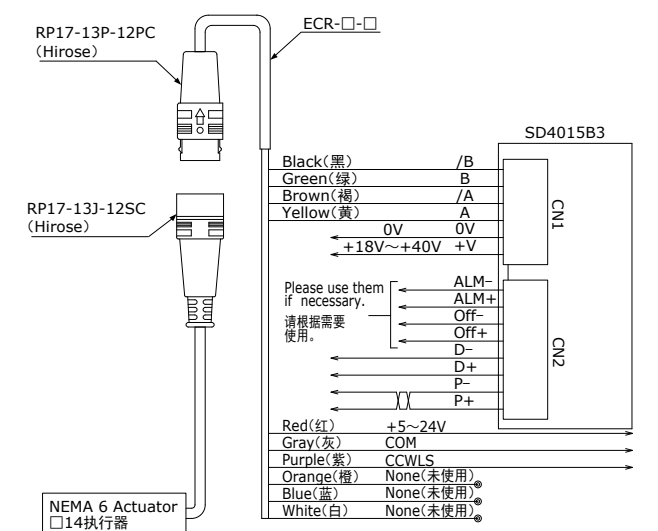 RP17-13P-12PC
(Hirose)
ECR-□-□
SD4015B3
Black(黑) /B
Green(绿) B
Brown(褐) /A
Yellow(黄) A
0V 0V
+18V～+40V +V
CN1
RP17-13J-12SC
(Hirose)
Please use them
if necessary.
请根据需要
使用。
ALM-
ALM+
Off-
Off+
D-
D+
P-
P+
CN2
Red(红) +5～24V
Gray(灰) COM
Purple(紫) CCWLS
Orange(橙) None(未使用)
Blue(蓝) None(未使用)
White(白) None(未使用)
NEMA 6 Actuator
□14执行器